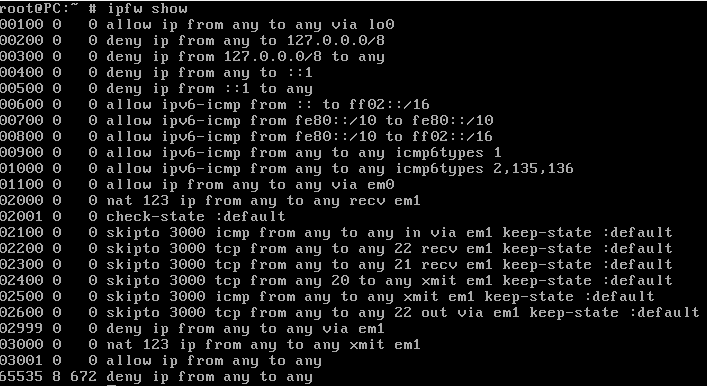 root@PC:~ # ipfw show
00100 0   0 allow ip from any to any via lo0
00200 0   0 deny ip from any to 127.0.0.0/8
00300 0   0 deny ip from 127.0.0.0/8 to any
00400 0   0 deny ip from any to ::1
00500 0   0 deny ip from ::1 to any
00600 0   0 allow ipv6-icmp from :: to ff02::/16
00700 0   0 allow ipv6-icmp from fe80::/10 to fe80::/10
00800 0   0 allow ipv6-icmp from fe80::/10 to ff02::/16
00900 0   0 allow ipv6-icmp from any to any icmp6types 1
01000 0   0 allow ipv6-icmp from any to any icmp6types 2,135,136
01100 0   0 allow ip from any to any via em0
02000 0   0 nat 123 ip from any to any recv em1
02001 0   0 check-state :default
02100 0   0 skipto 3000 icmp from any to any in via em1 keep-state :default
02200 0   0 skipto 3000 tcp from any to any 22 recv em1 keep-state :default
02300 0   0 skipto 3000 tcp from any to any 21 recv em1 keep-state :default
02400 0   0 skipto 3000 tcp from any 20 to any xmit em1 keep-state :default
02500 0   0 skipto 3000 icmp from any to any xmit em1 keep-state :default
02600 0   0 skipto 3000 tcp from any to any 22 out via em1 keep-state :default
02999 0   0 deny ip from any to any via em1
03000 0   0 nat 123 ip from any to any xmit em1
03001 0   0 allow ip from any to any
65535 8 672 deny ip from any to any